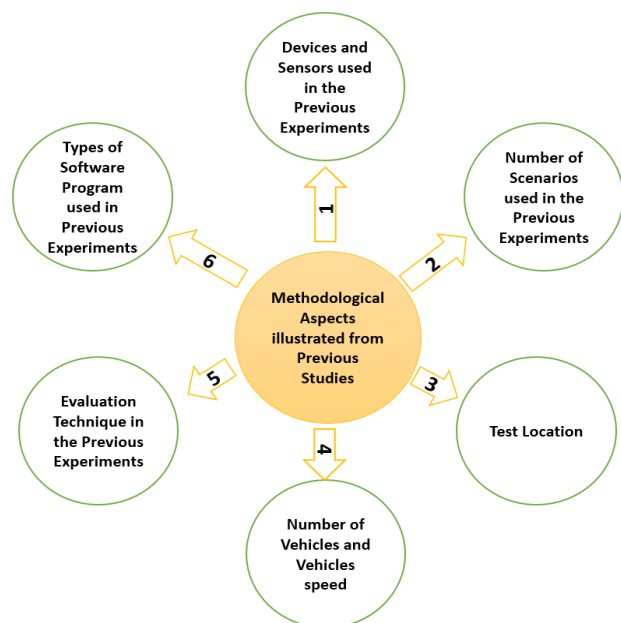 Devices and
Sensors used
in the
Previous
Experiments
Types of
Software
Program
used in
Previous
Experiments
Number of
Scenarios
used in the
Previous
Experiments
1
2
6
Methodological
Aspects
illustrated from
Previous
Studies
3
5
4
Evaluation
Technique in
the Previous
Experiments
Test Location
Number of
Vehicles and
Vehicles
speed